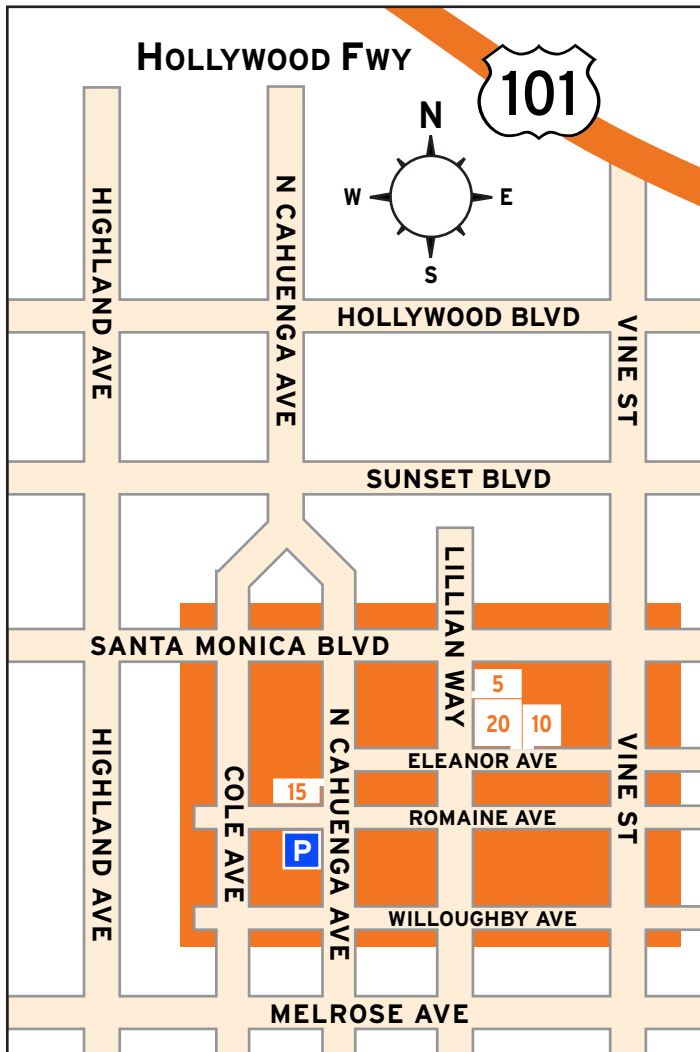 HOLLYWOOD FWY
101
N
W
E
S
HIGHLAND AVE
N CAHUENGA AVE
HOLLYWOOD BLVD
VINE ST
SUNSET BLVD
LILLIAN WAY
SANTA MONICA BLVD
5
20
10
HIGHLAND AVE
COLE AVE
N CAHUENGA AVE
VINE ST
ELEANOR AVE
15
ROMAINE AVE
P
WILLOUGHBY AVE
MELROSE AVE